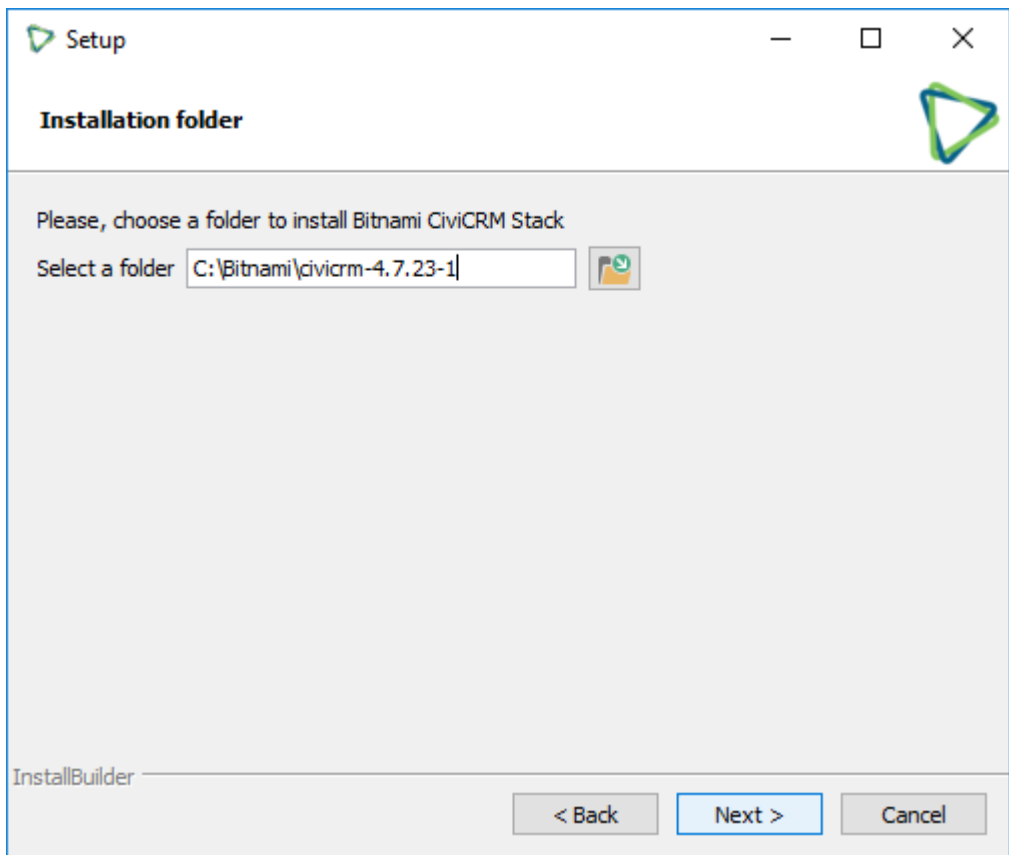 Setup
Installation folder
Please, choose a folder to install Bitnami CiviCRM Stack
Select a folder C:\Bitnami\civicrm-4.7.23-1
InstallBuilder
< Back Next > Cancel